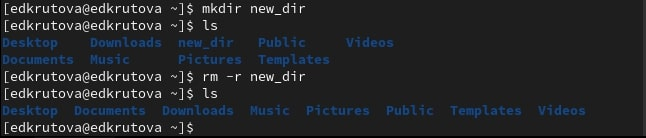 [edkrutova@edkrutova ~]$ mkdir new_dir
[edkrutova@edkrutova ~]$ ls
Desktop    Downloads  new_dir   Public     Videos
Documents  Music      Pictures  Templates
[edkrutova@edkrutova ~]$ rm -r new_dir
[edkrutova@edkrutova ~]$ ls
Desktop  Documents  Downloads  Music  Pictures  Public  Templates  Videos
[edkrutova@edkrutova ~]$